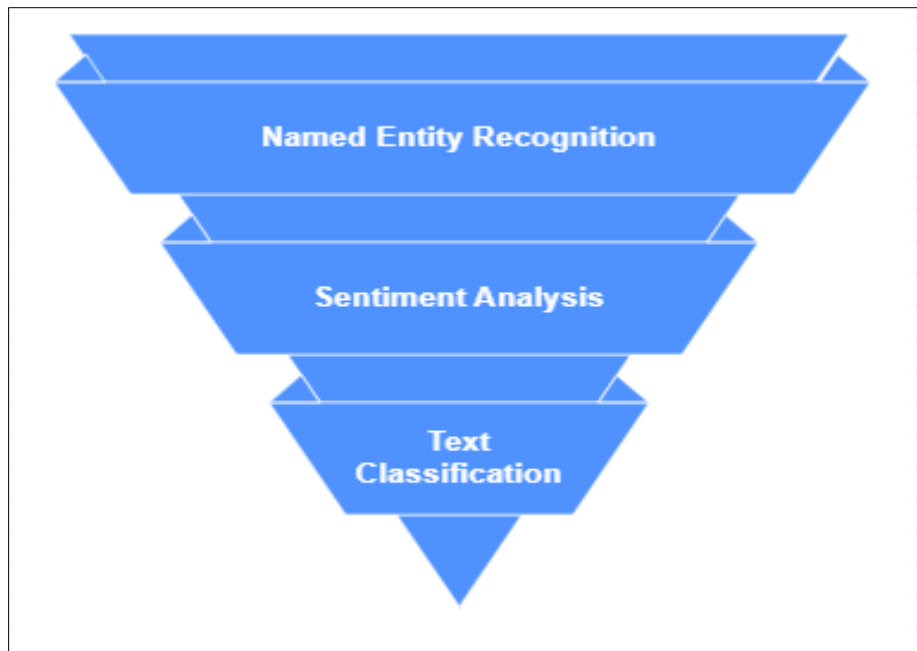 Named Entity Recognition
Sentiment Analysis
Text
Classification